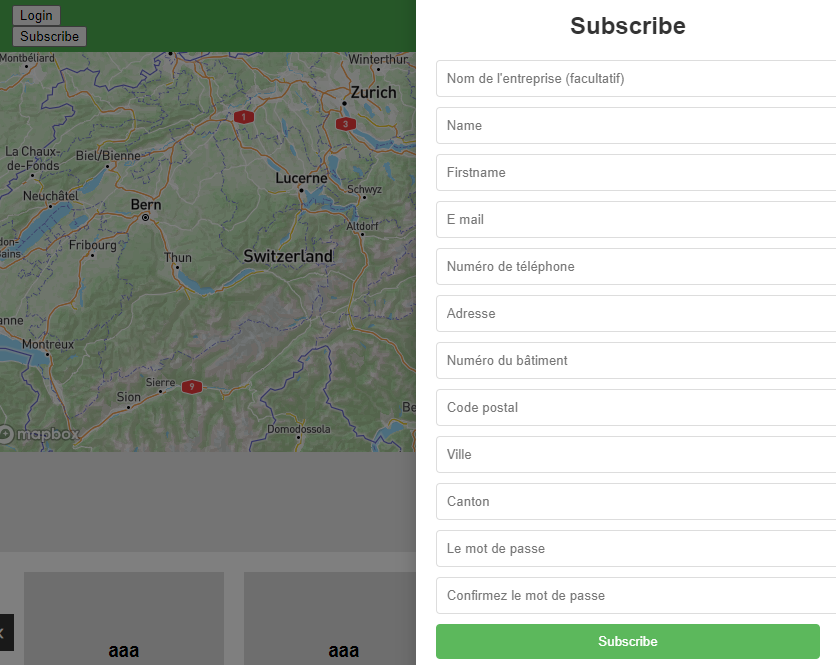 Login
Subscribe
Montbéliard
Winterthur
Zurich
1
3
La Chaux-
de-Fonds
Biel/Bienne
Lucerne
Schwyz
Neuchâtel
Bern
Altdorf
Fribourg
Thun
Switzerland
Montreux
Sierre
9
Sion
Domodossola
mapbox
aaa
aaa
Subscribe
Nom de l'entreprise (facultatif)
Name
Firstname
E mail
Numéro de téléphone
Adresse
Numéro du bâtiment
Code postal
Ville
Canton
Le mot de passe
Confirmez le mot de passe
Subscribe